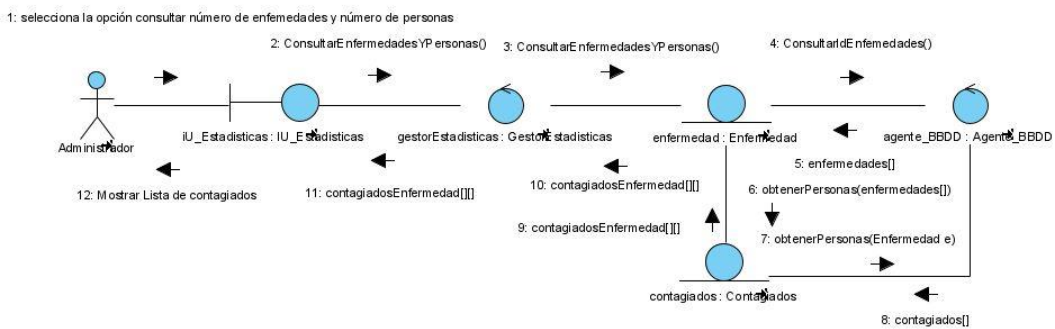 1: selecciona la opción consultar número de enfemedades y número de personas
2: ConsultarEnfermedadesYPersonas()
3: ConsultarEnfermedadesYPersonas()
4: ConsultarIdEnfemedades()
Administrador
iU_Estadisticas : IU_Estadisticas
gestorEstadisticas : GestorEstadisticas
enfermedad : Enfermedad
agente_BBDD : Agente_BBDD
5: enfermedades[]
12: Mostrar Lista de contagiados
11: contagiadosEnfermedad[][]
10: contagiadosEnfermedad[][]
6: obtenerPersonas(enfermedades[])
9: contagiadosEnfermedad[][]
7: obtenerPersonas(Enfermedad e)
contagiados : Contagiados
8: contagiados[]